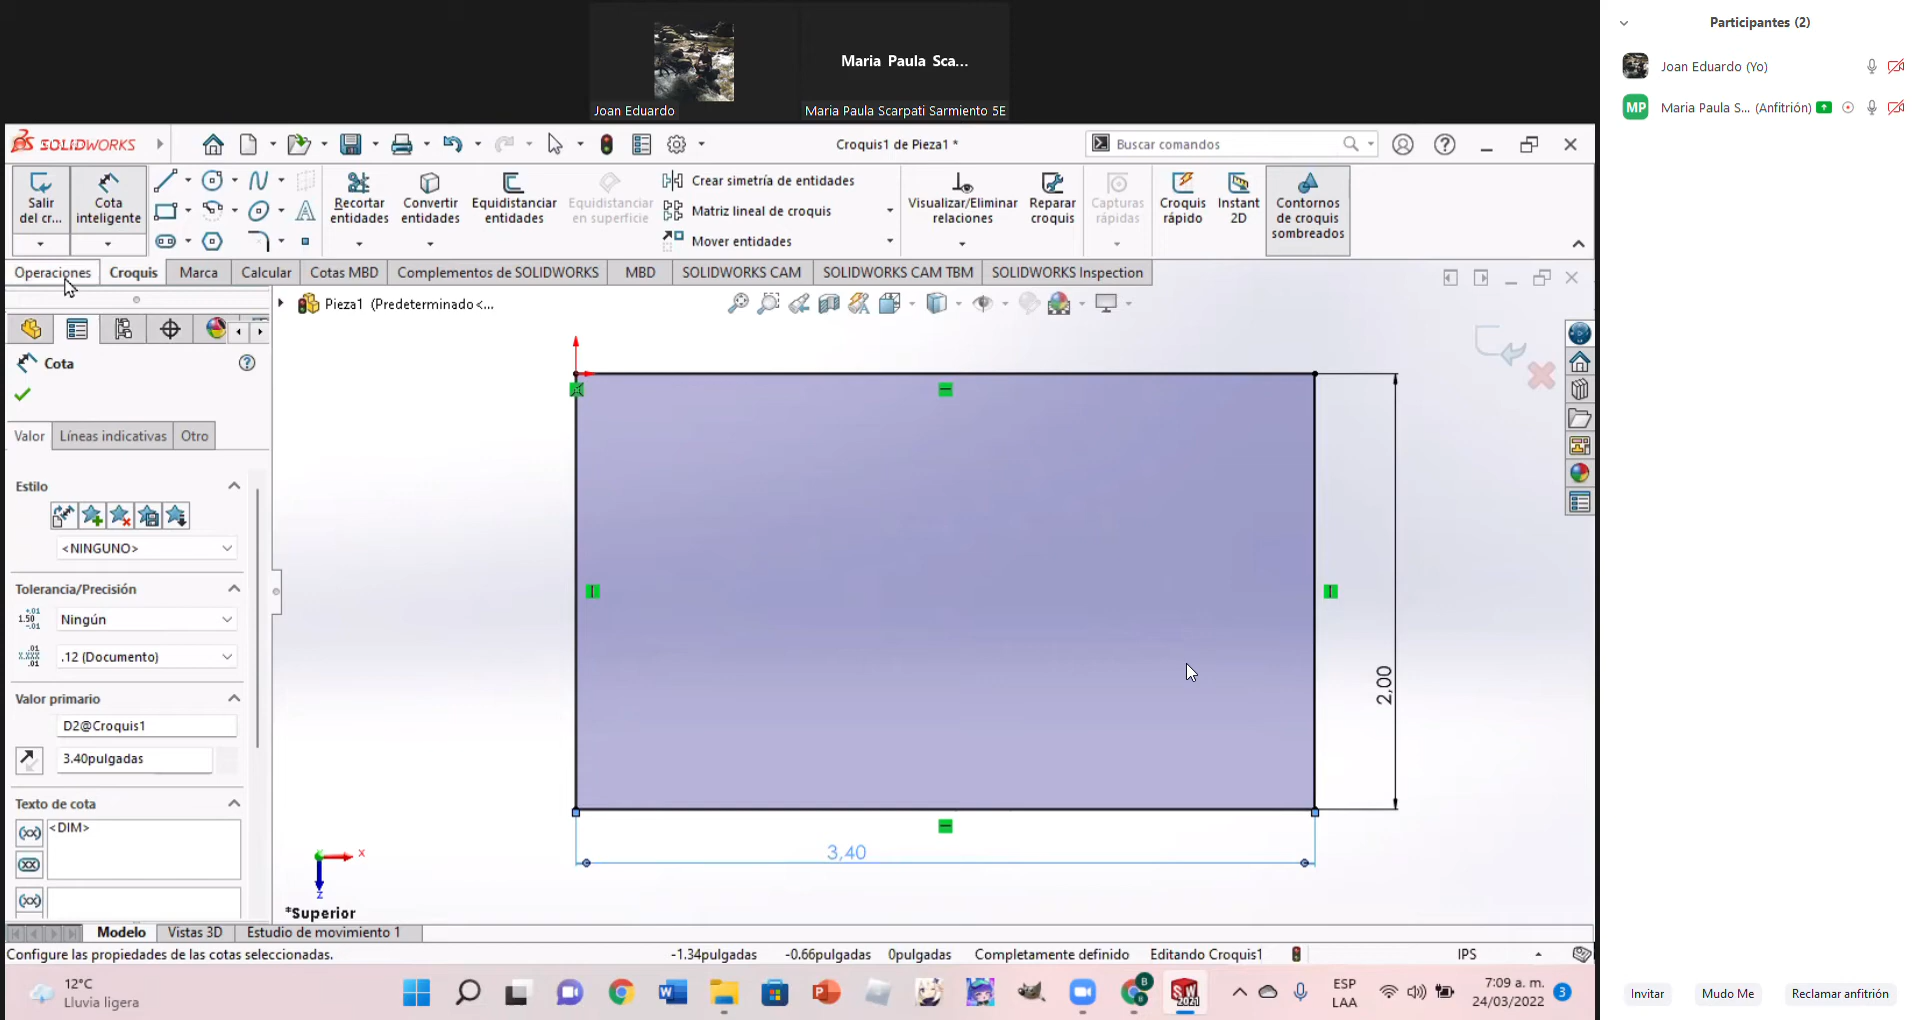 Maria Paula Sca...
Joan Eduardo
Maria Paula Scarpati Sarmiento 5E
Participantes (2)
Joan Eduardo (Yo)
MP
Maria Paula S... (Anfitrión)
SOLIDWORKS
Croquis1 de Pieza1 *
Buscar comandos
Salir
del cr...
Cota
inteligente
Recortar
entidades
Convertir
entidades
Equidistanciar
entidades
Equidistanciar
en superficie
Crear simetría de entidades
Matriz lineal de croquis
Mover entidades
Visualizar/Eliminar
relaciones
Reparar
croquis
Capturas
rápidas
Croquis
rápido
Instant
2D
Contornos
de croquis
sombreados
Operaciones
Croquis
Marca
Calcular
Cotas MBD
Complementos de SOLIDWORKS
MBD
SOLIDWORKS CAM
SOLIDWORKS CAM TBM
SOLIDWORKS Inspection
Pieza1 (Predeterminado<...
Cota
Valor
Líneas indicativas
Otro
Estilo
<NINGUNO>
Tolerancia/Precisión
Ningún
.12 (Documento)
Valor primario
D2@Croquis1
3.40pulgadas
Texto de cota
<DIM>
2,00
3,40
x
z
*Superior
Modelo
Vistas 3D
Estudio de movimiento 1
Configure las propiedades de las cotas seleccionadas.
-1.34pulgadas
-0.66pulgadas
0pulgadas
Completamente definido
Editando Croquis1
IPS
12°C
Lluvia ligera
ESP
LAA
7:09 a. m.
24/03/2022
3
Invitar
Mudo Me
Reclamar anfitrión